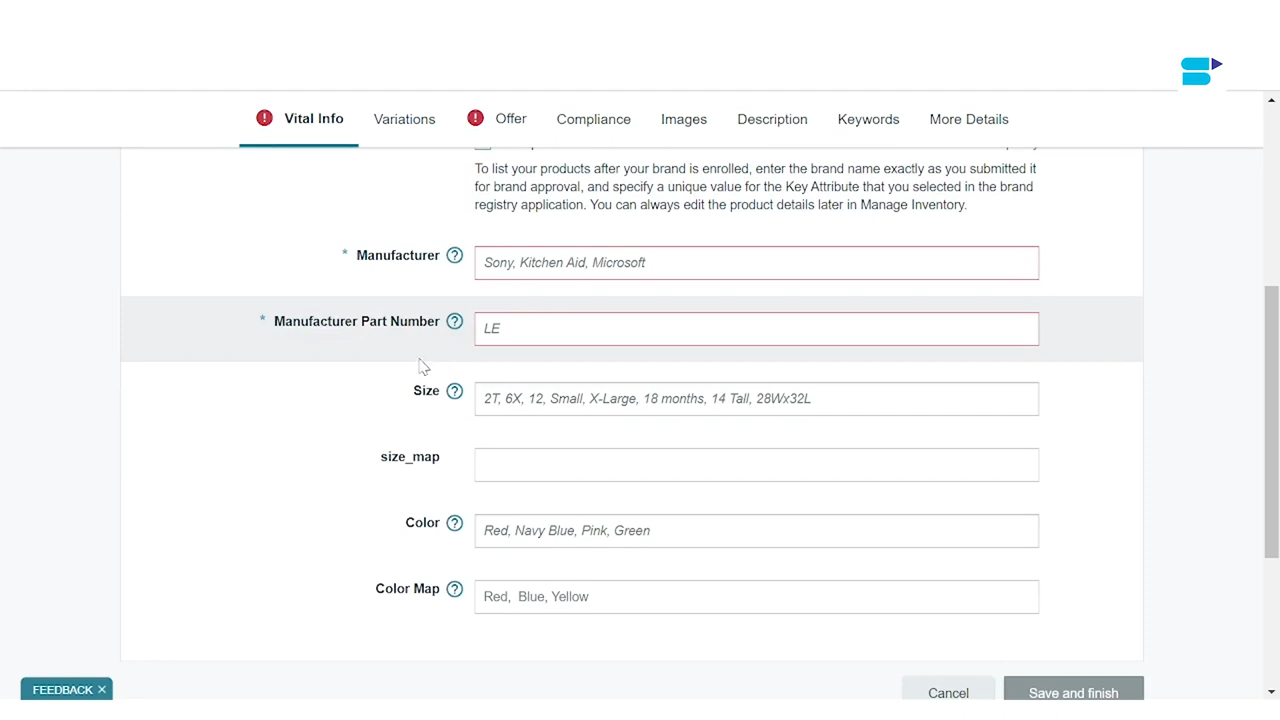 Vital Info Variations Offer Compliance Images Description Keywords More Details
To list your products after your brand is enrolled, enter the brand name exactly as you submitted it
for brand approval, and specify a unique value for the Key Attribute that you selected in the brand
registry application. You can always edit the product details later in Manage Inventory.
* Manufacturer ? Sony, Kitchen Aid, Microsoft
* Manufacturer Part Number ? LE
Size ? 2T, 6X, 12, Small, X-Large, 18 months, 14 Tall, 28Wx32L
size_map
Color ? Red, Navy Blue, Pink, Green
Color Map ? Red, Blue, Yellow
FEEDBACK ×
Cancel Save and finish